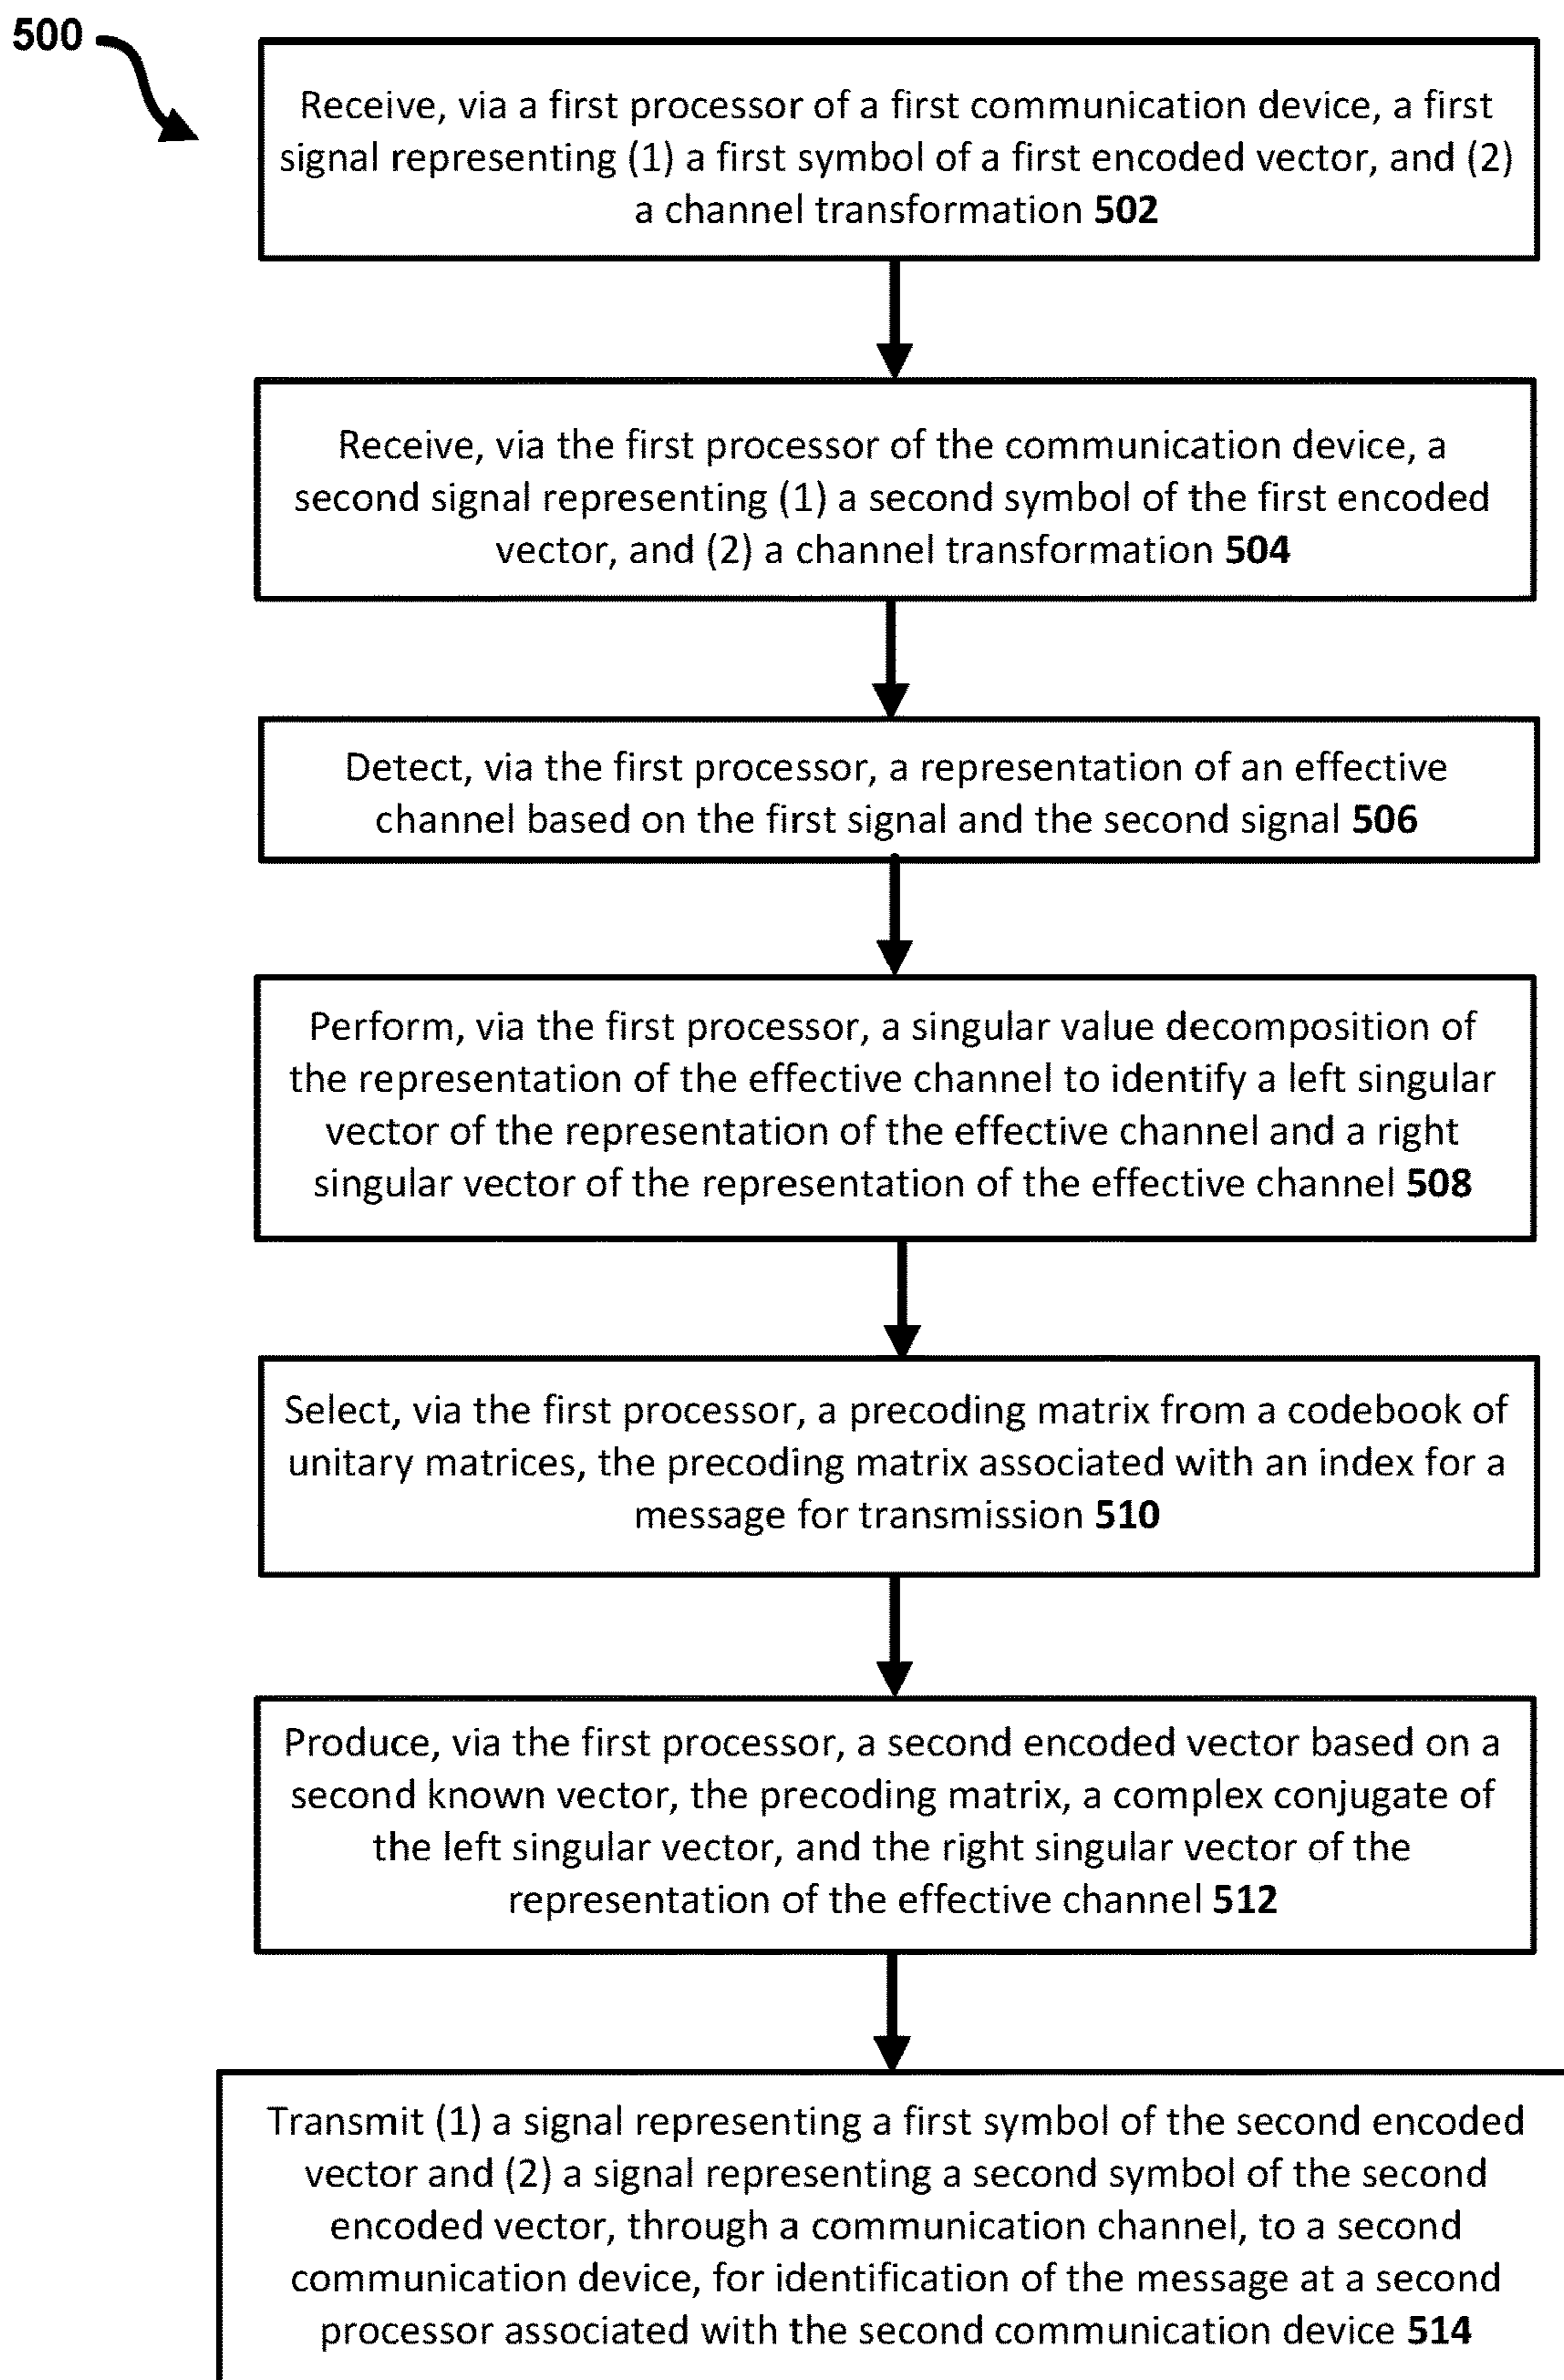 500
Receive, via a first processor of a first communication device, a first
signal representing (1) a first symbol of a first encoded vector, and (2)
a channel transformation 502
Receive, via the first processor of the communication device, a
second signal representing (1) a second symbol of the first encoded
vector, and (2) a channel transformation 504
Detect, via the first processor, a representation of an effective
channel based on the first signal and the second signal 506
Perform, via the first processor, a singular value decomposition of
the representation of the effective channel to identify a left singular
vector of the representation of the effective channel and a right
singular vector of the representation of the effective channel 508
Select, via the first processor, a precoding matrix from a codebook of
unitary matrices, the precoding matrix associated with an index for a
message for transmission 510
Produce, via the first processor, a second encoded vector based on a
second known vector, the precoding matrix, a complex conjugate of
the left singular vector, and the right singular vector of the
representation of the effective channel 512
Transmit (1) a signal representing a first symbol of the second encoded
vector and (2) a signal representing a second symbol of the second
encoded vector, through a communication channel, to a second
communication device, for identification of the message at a second
processor associated with the second communication device 514